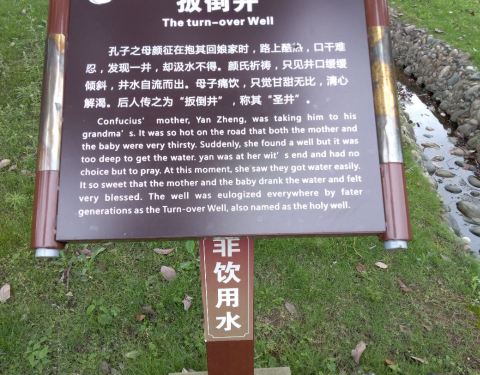 扳倒井
The turn-over Well
孔子之母颜征在抱其回娘家时，路上酷热，口干难
忍，发现一井，却汲水不得。颜氏祈祷，只见井口缓缓
倾斜，井水自流而出。母子痛饮，只觉甘甜无比，清心
解渴。后人传之为“扳倒井”，称其“圣井”。
Confucius' mother, Yan Zheng, was taking him to his
grandma's. It was so hot on the road that both the mother and
the baby were very thirsty. Suddenly, she found a well but it was
too deep to get the water. yan was at her wit's end and had no
choice but to pray. At this moment, she saw they got water easily.
It so sweet that the mother and the baby drank the water and felt
very blessed. The well was eulogized everywhere by fater
generations as the Turn-over Well, also named as the holy well.
非饮用水